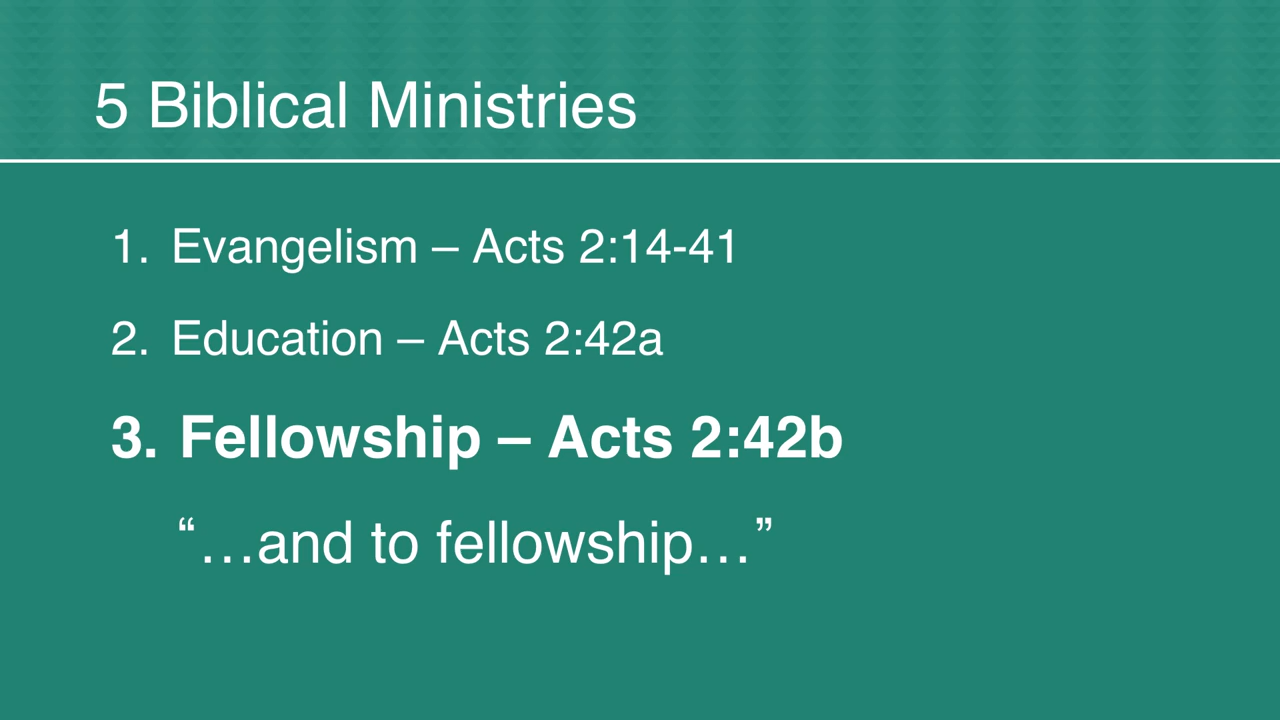 5 Biblical Ministries
1. Evangelism – Acts 2:14-41
2. Education – Acts 2:42a
3. Fellowship – Acts 2:42b
“…and to fellowship…”